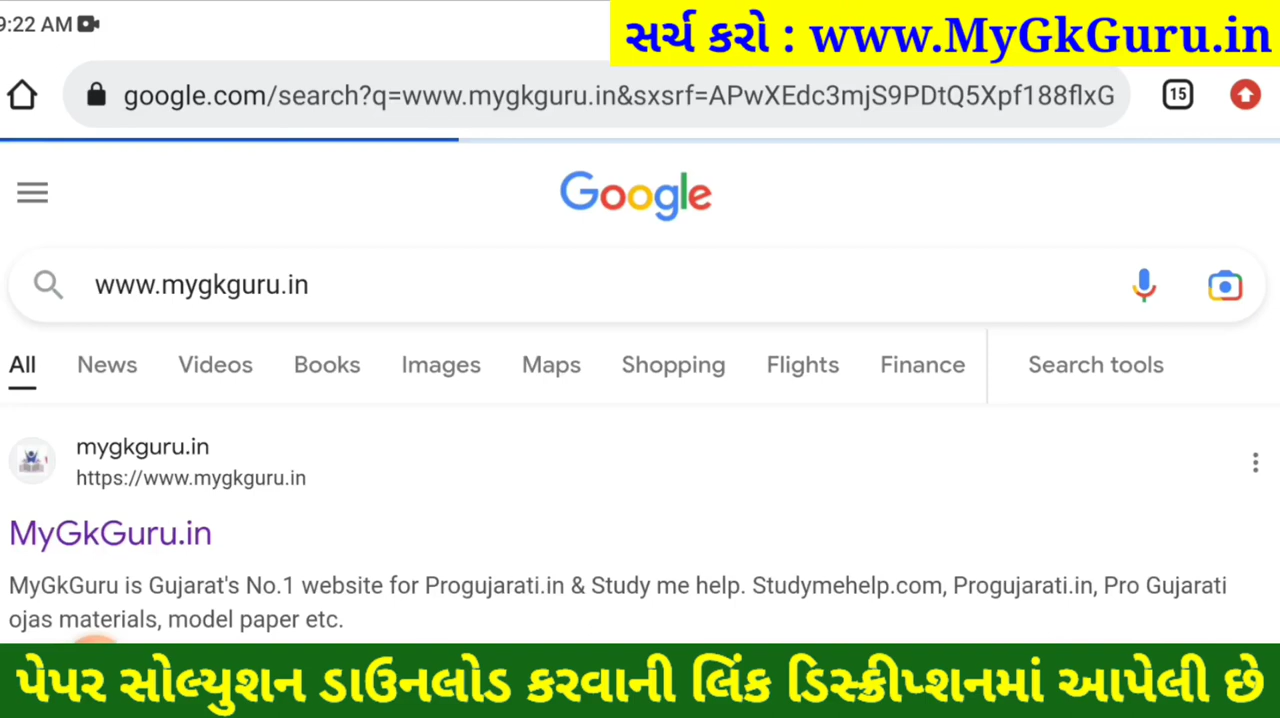 9:22 AM
સર્ચ કરો : www.MyGkGuru.in
google.com/search?q=www.mygkguru.in&sxsrf=APwXEdc3mjS9PDtQ5Xpf188flxG
15
Google
www.mygkguru.in
All News Videos Books Images Maps Shopping Flights Finance Search tools
mygkguru.in
https://www.mygkguru.in
MyGkGuru.in
MyGkGuru is Gujarat's No.1 website for Progujarati.in & Study me help. Studymehelp.com, Progujarati.in, Pro Gujarati
ojas materials, model paper etc.
પેપર સોલ્યુશન ડાઉનલોડ કરવાની લિંક ડિસ્ક્રીપ્શનમાં આપેલી છે